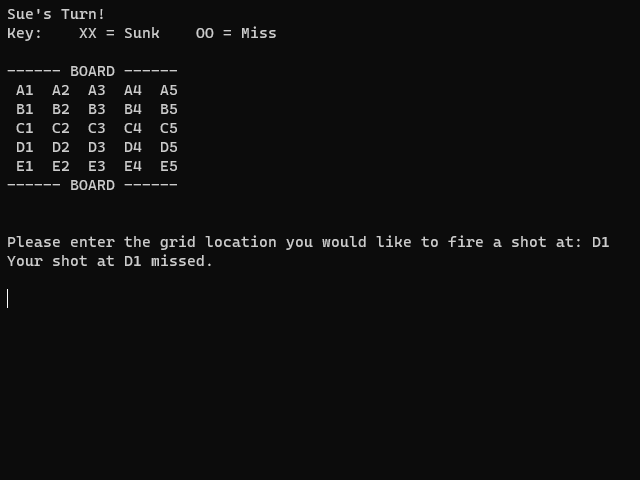 Sue's Turn!
Key:    XX = Sunk    OO = Miss
------ BOARD ------
A1  A2  A3  A4  A5
B1  B2  B3  B4  B5
C1  C2  C3  C4  C5
D1  D2  D3  D4  D5
E1  E2  E3  E4  E5
------ BOARD ------
Please enter the grid location you would like to fire a shot at: D1
Your shot at D1 missed.